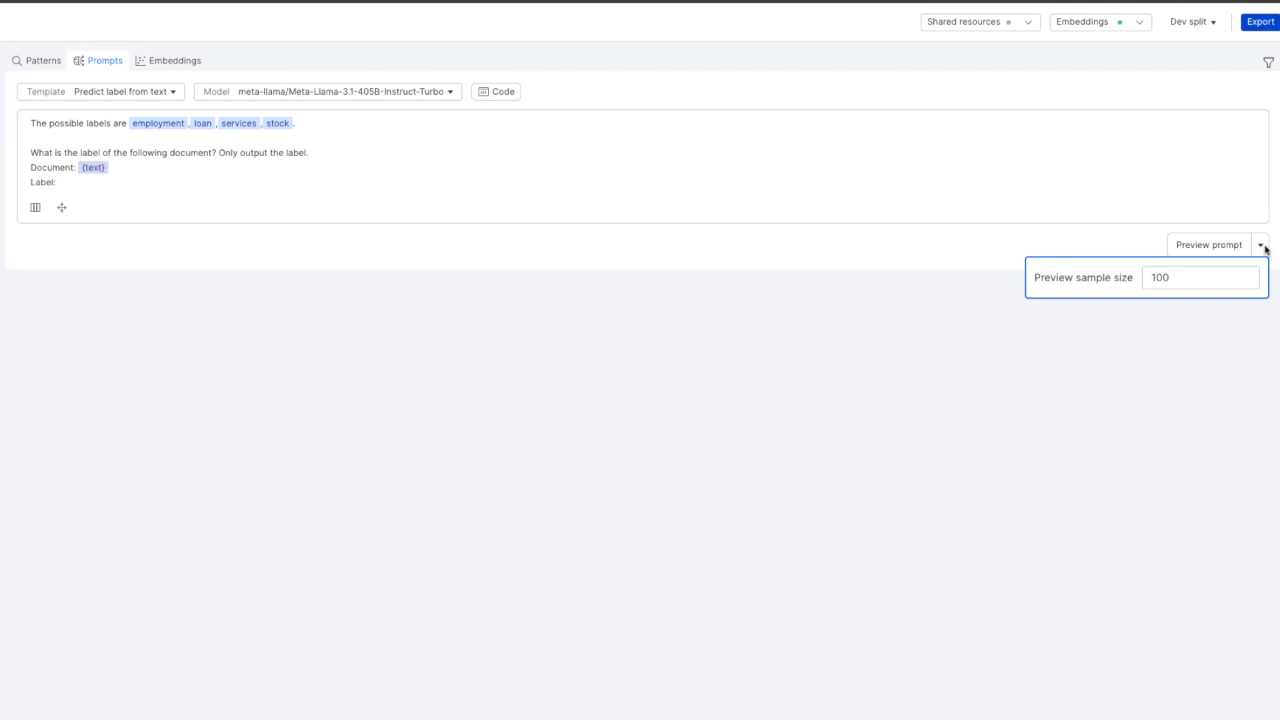 Shared resources Embeddings Dev split Export
Patterns Prompts Embeddings
Template Predict label from text Model meta-llama/Meta-Llama-3.1-405B-Instruct-Turbo Code
The possible labels are employment , loan , services , stock .
What is the label of the following document? Only output the label.
Document: {text}
Label:
Preview prompt
Preview sample size 100